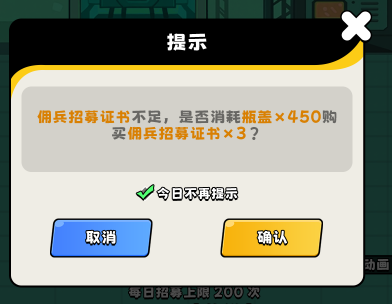 提示
佣兵招募证书不足，是否消耗瓶盖×450购
买佣兵招募证书×3？
今日不再提示
取消
确认
动画
每日招募上限 200 次